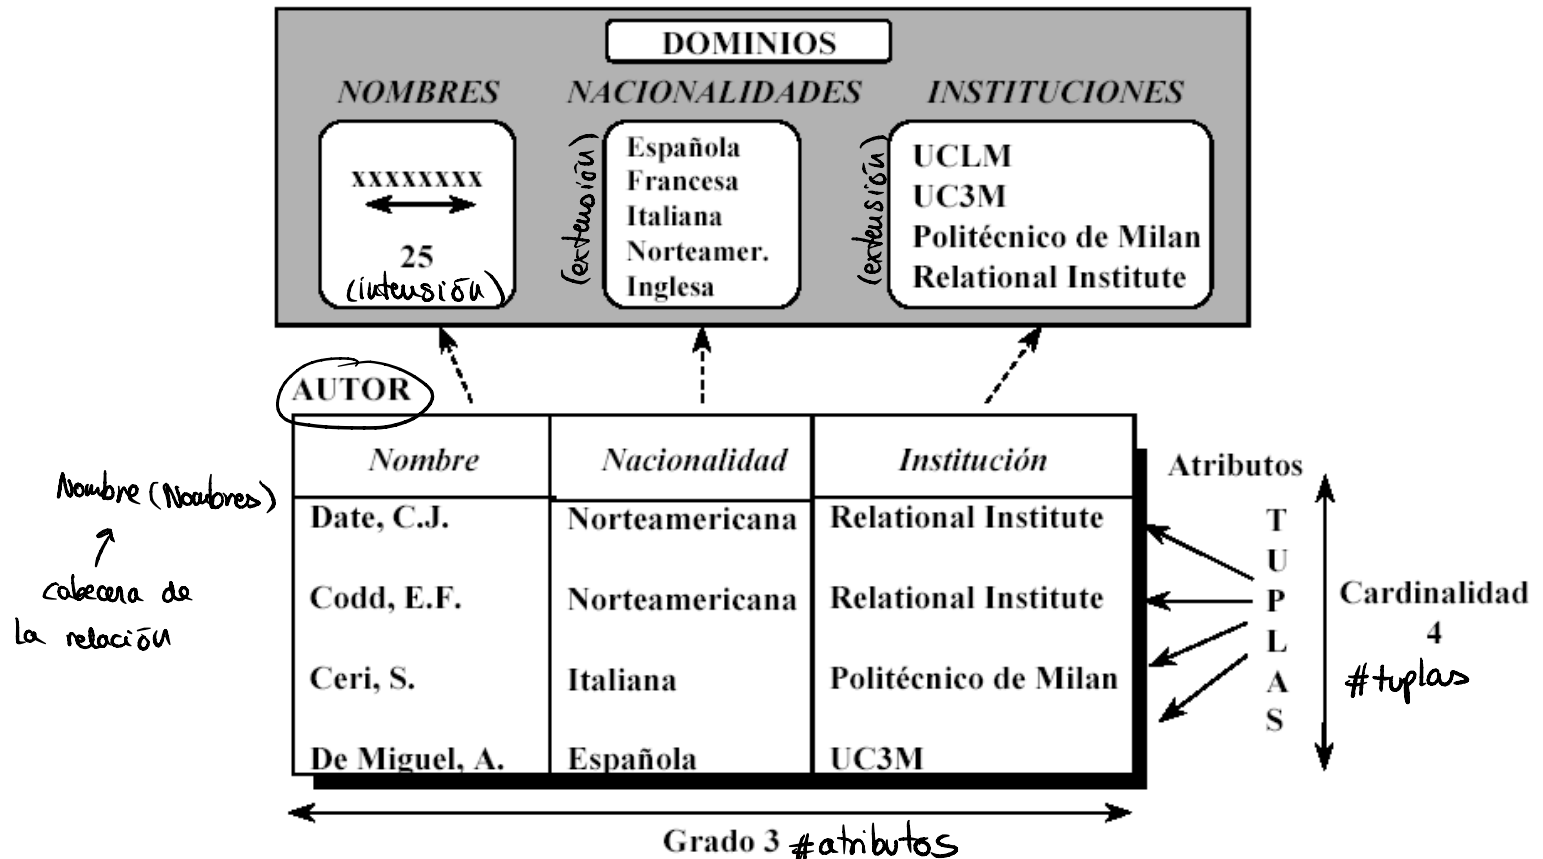 DOMINIOS
NOMBRES NACIONALIDADES INSTITUCIONES
xxxxxxxx
25
(intensión)
(extensión)
Española
Francesa
Italiana
Norteamer.
Inglesa
(extensión)
UCLM
UC3M
Politécnico de Milan
Relational Institute
AUTOR
Nombre Nacionalidad Institución
Date, C.J. Norteamericana Relational Institute
Codd, E.F. Norteamericana Relational Institute
Ceri, S. Italiana Politécnico de Milan
De Miguel, A. Española UC3M
Nombre (Nombres)
cabecera de
la relación
Atributos
TUPLAS
Cardinalidad
4
#tuplas
Grado 3 #atributos